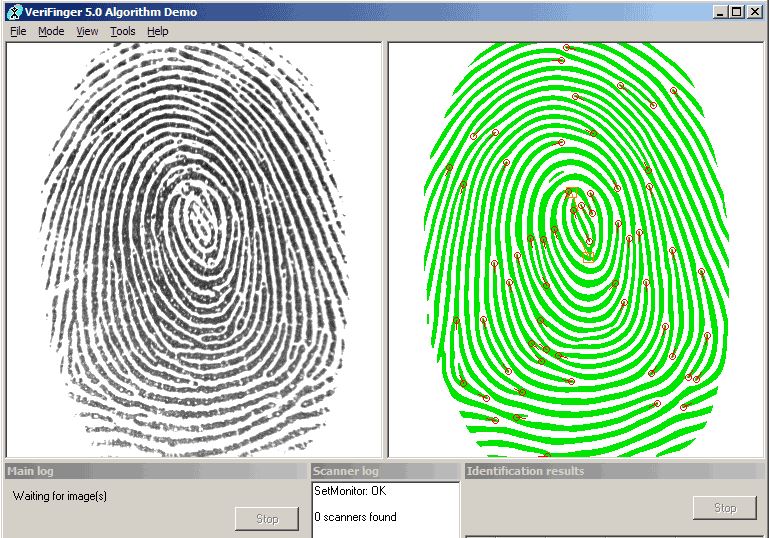 VeriFinger 5.0 Algorithm Demo
File Mode View Tools Help
Main log
Waiting for image(s)
Stop
Scanner log
SetMonitor: OK
0 scanners found
Identification results
Stop